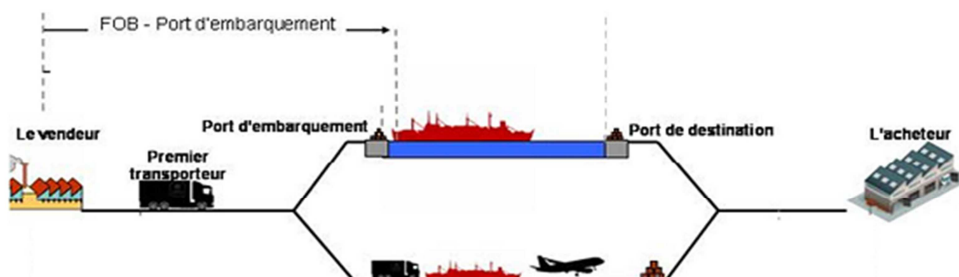 FOB - Port d'embarquement
Le vendeur
Premier
transporteur
Port d'embarquement
Port de destination
L'acheteur